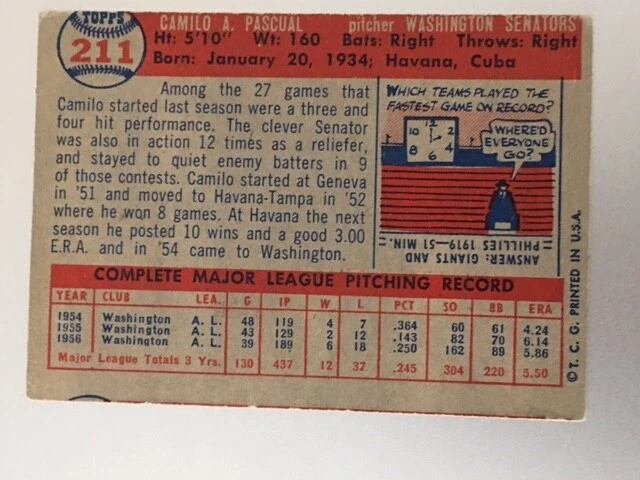 TOPPS
211
CAMILO A. PASCUAL pitcher WASHINGTON SENATORS
Ht: 5'10" Wt: 160 Bats: Right Throws: Right
Born: January 20, 1934; Havana, Cuba
Among the 27 games that
Camilo started last season were a three and
four hit performance. The clever Senator
was also in action 12 times as a reliefer,
and stayed to quiet enemy batters in 9
of those contests. Camilo started at Geneva
in '51 and moved to Havana-Tampa in '52
where he won 8 games. At Havana the next
season he posted 10 wins and a good 3.00
E.R.A. and in '54 came to Washington.
WHICH TEAMS PLAYED THE
FASTEST GAME ON RECORD?
12
10 2
8 4
6
WHERE'D
EVERYONE
GO?
ANSWER: GIANTS AND
PHILLIES 1919—51 MIN.
COMPLETE MAJOR LEAGUE PITCHING RECORD
YEAR CLUB LEA. G IP W L PCT SO BB ERA
1954 Washington A. L. 48 119 4 7 .364 60 61 4.24
1955 Washington A. L. 43 129 2 12 .143 82 70 6.14
1956 Washington A. L. 39 189 6 18 .250 162 89 5.86
Major League Totals 3 Yrs. 130 437 12 37 .245 304 220 5.50
© T. C. G. PRINTED IN U.S.A.